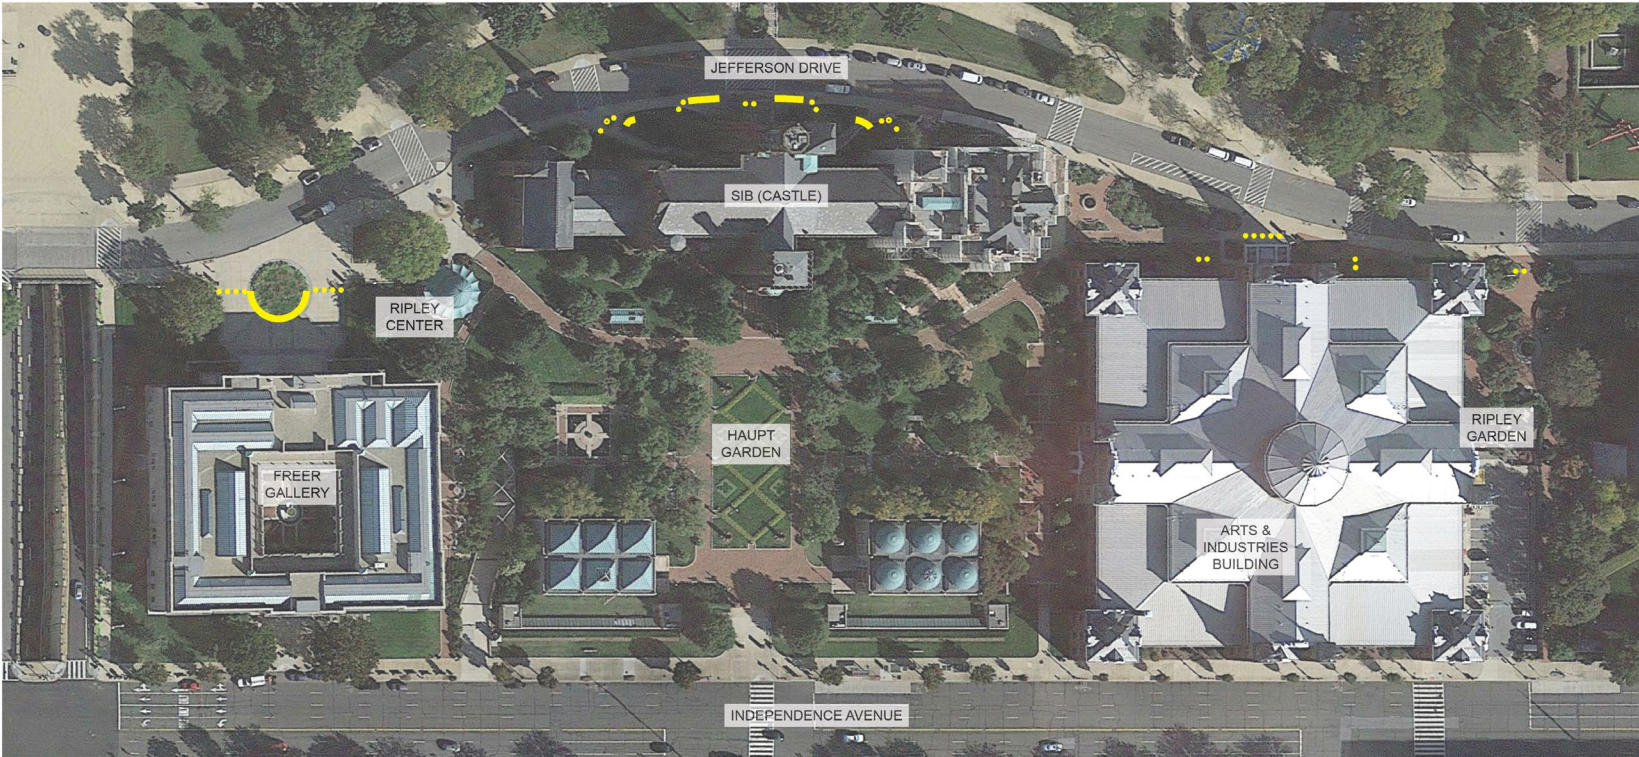 JEFFERSON DRIVE
SIB (CASTLE)
RIPLEY
CENTER
HAUPT
GARDEN
RIPLEY
GARDEN
FREER
GALLERY
ARTS &
INDUSTRIES
BUILDING
INDEPENDENCE AVENUE